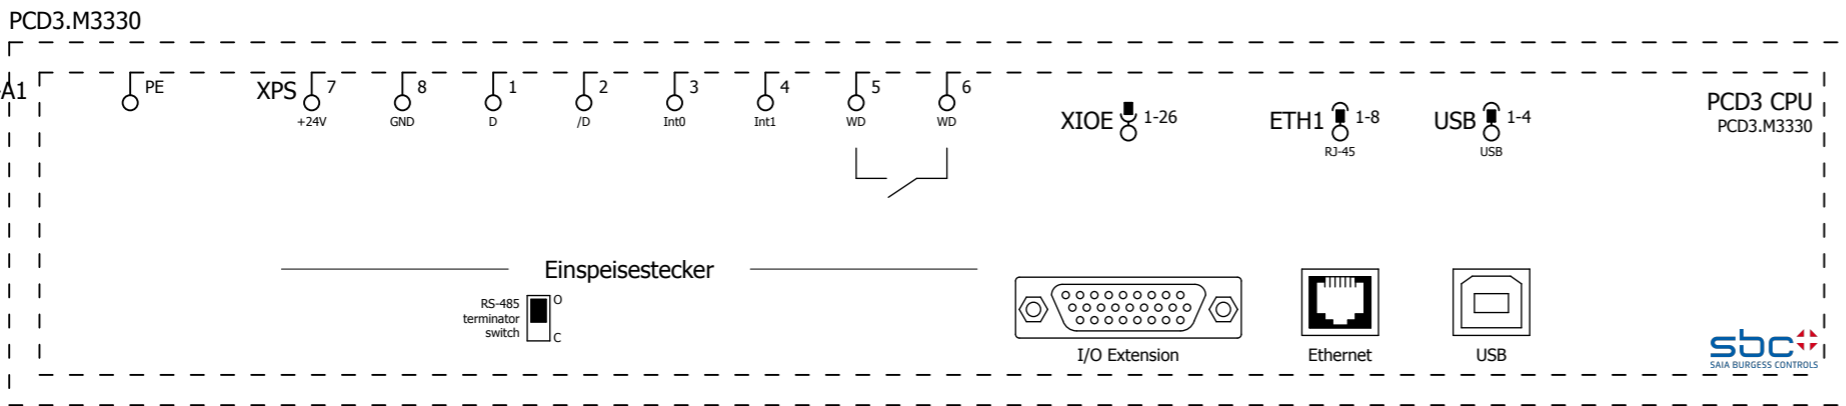 PCD3.M3330
-A1
PE
XPS 7 8 1 2 3 4 5 6
+24V GND D /D Int0 Int1 WD WD
XIOE 1-26
ETH1 1-8
RJ-45
USB 1-4
USB
PCD3 CPU
PCD3.M3330
Einspeisestecker
RS-485
terminator
switch
O
C
I/O Extension
Ethernet
USB
sbc
SAIA BURGESS CONTROLS